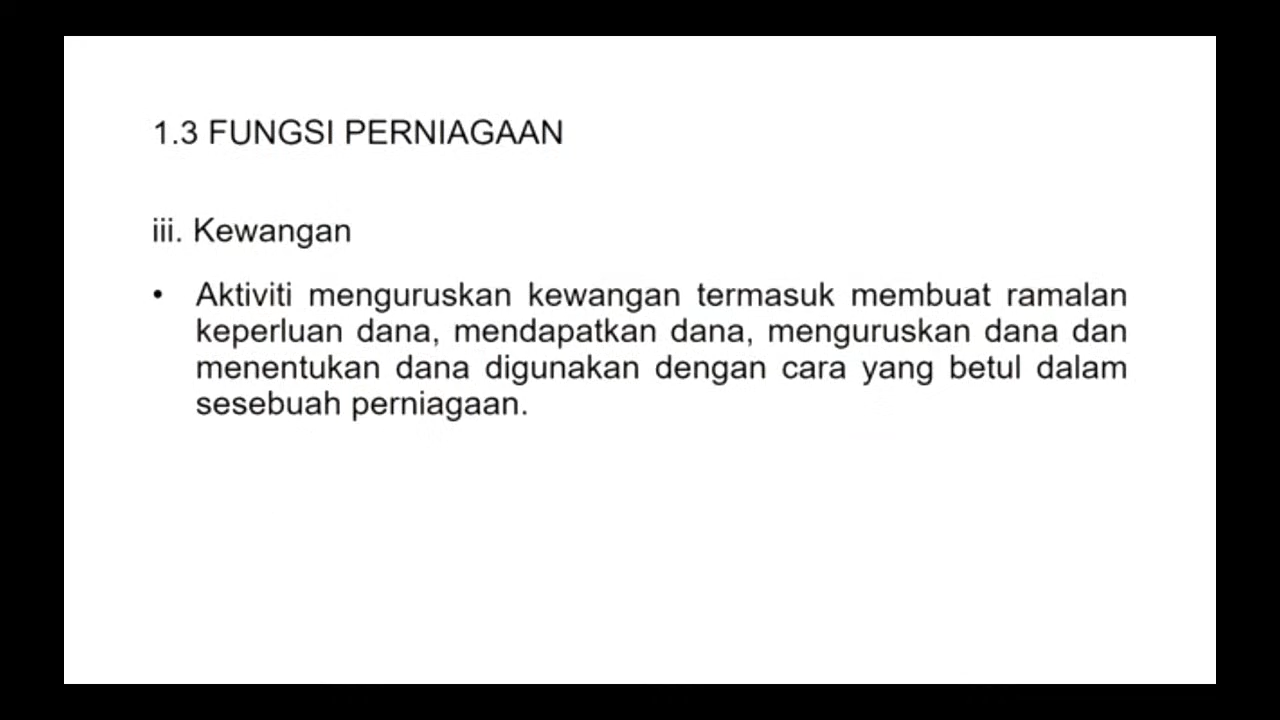 1.3 FUNGSI PERNIAGAAN
iii. Kewangan
• Aktiviti menguruskan kewangan termasuk membuat ramalan
keperluan dana, mendapatkan dana, menguruskan dana dan
menentukan dana digunakan dengan cara yang betul dalam
sesebuah perniagaan.